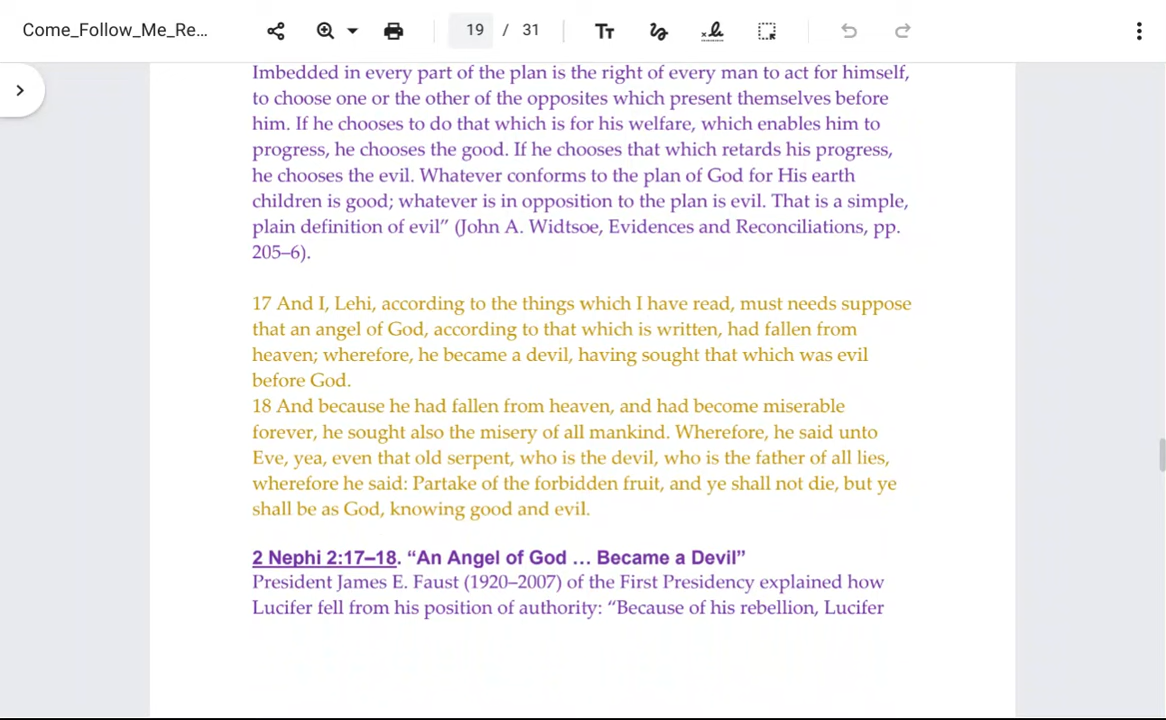 Come_Follow_Me_Re... 19 / 31
Imbedded in every part of the plan is the right of every man to act for himself,
to choose one or the other of the opposites which present themselves before
him. If he chooses to do that which is for his welfare, which enables him to
progress, he chooses the good. If he chooses that which retards his progress,
he chooses the evil. Whatever conforms to the plan of God for His earth
children is good; whatever is in opposition to the plan is evil. That is a simple,
plain definition of evil” (John A. Widtsoe, Evidences and Reconciliations, pp.
205–6).
17 And I, Lehi, according to the things which I have read, must needs suppose
that an angel of God, according to that which is written, had fallen from
heaven; wherefore, he became a devil, having sought that which was evil
before God.
18 And because he had fallen from heaven, and had become miserable
forever, he sought also the misery of all mankind. Wherefore, he said unto
Eve, yea, even that old serpent, who is the devil, who is the father of all lies,
wherefore he said: Partake of the forbidden fruit, and ye shall not die, but ye
shall be as God, knowing good and evil.
2 Nephi 2:17–18. “An Angel of God … Became a Devil”
President James E. Faust (1920–2007) of the First Presidency explained how
Lucifer fell from his position of authority: “Because of his rebellion, Lucifer